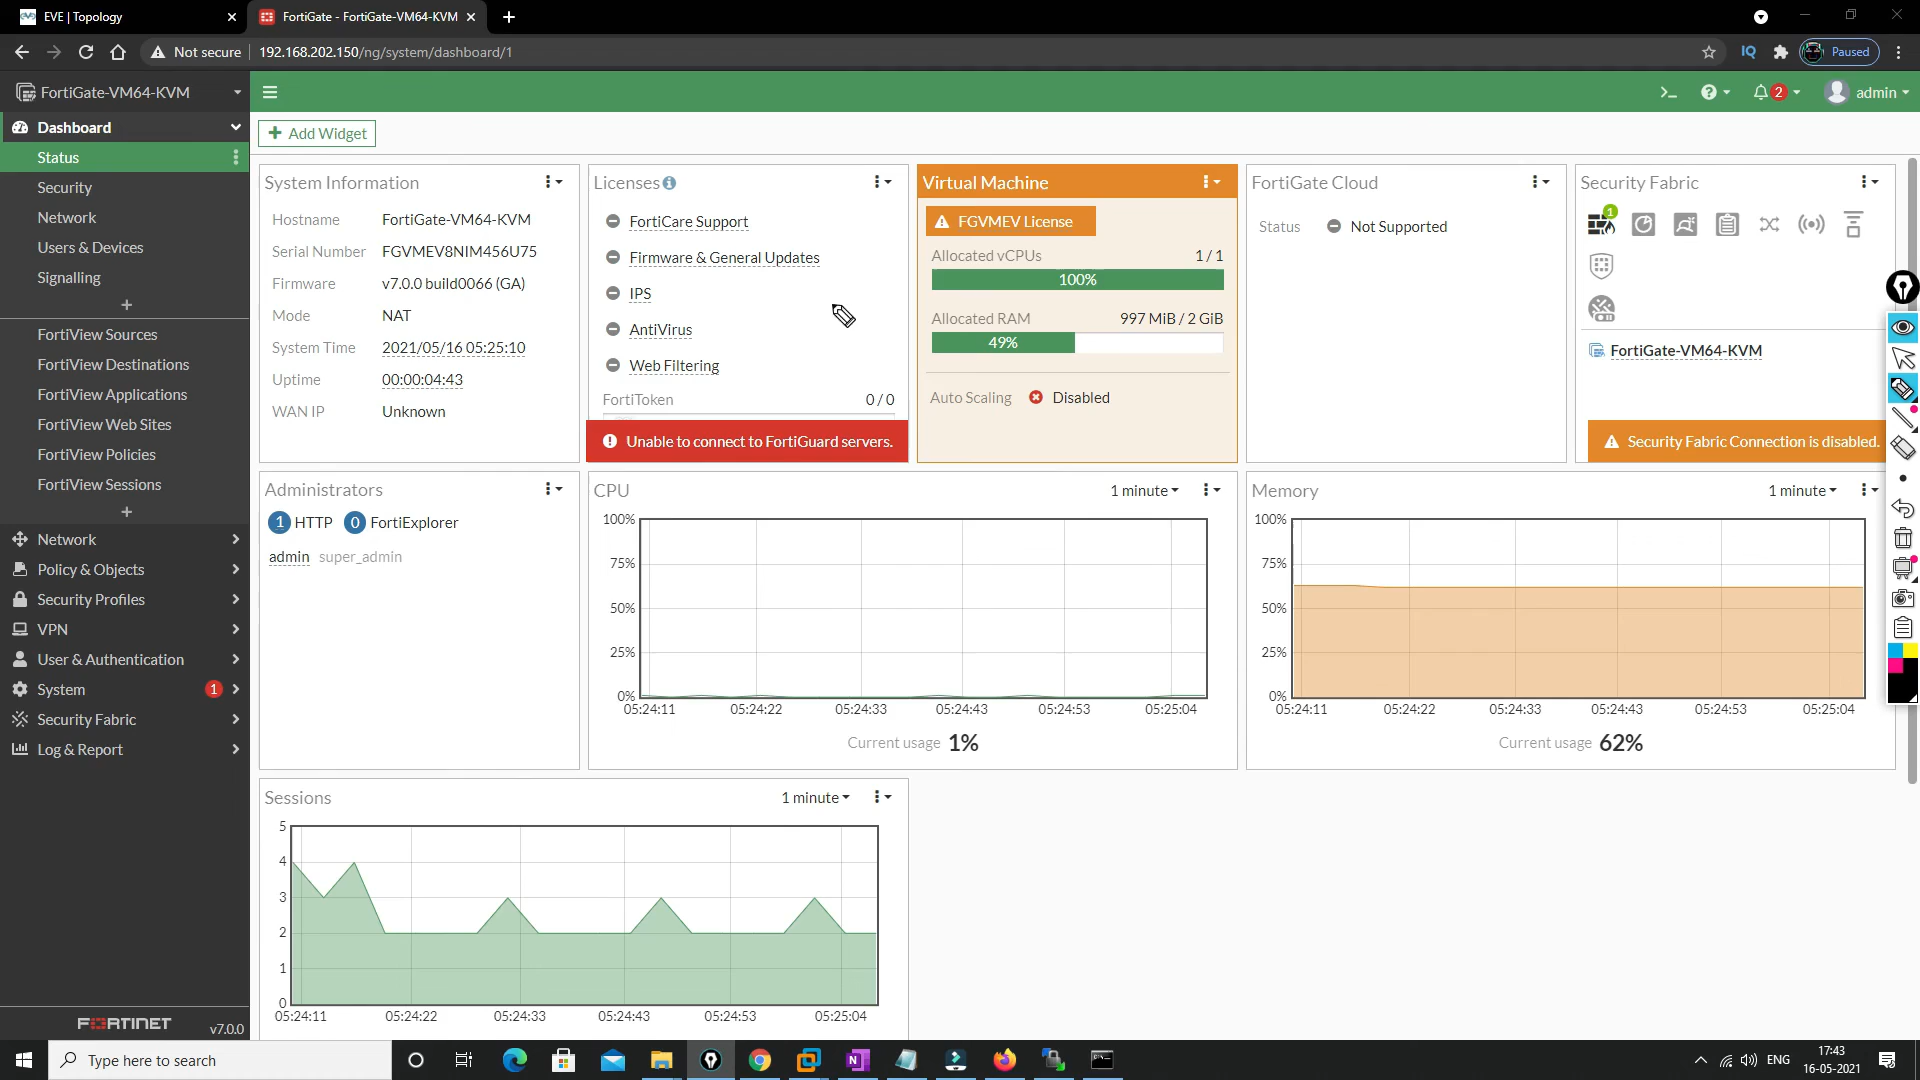 EVE | Topology
FortiGate - FortiGate-VM64-KVM
Not secure
192.168.202.150/ng/system/dashboard/1
IQ
Paused
FortiGate-VM64-KVM
2
admin
Dashboard
Status
Security
Network
Users & Devices
Signalling
FortiView Sources
FortiView Destinations
FortiView Applications
FortiView Web Sites
FortiView Policies
FortiView Sessions
Network
Policy & Objects
Security Profiles
VPN
User & Authentication
System 1
Security Fabric
Log & Report
FORTINET v7.0.0
Add Widget
System Information
Hostname FortiGate-VM64-KVM
Serial Number FGVMEV8NIM456U75
Firmware v7.0.0 build0066 (GA)
Mode NAT
System Time 2021/05/16 05:25:10
Uptime 00:00:04:43
WAN IP Unknown
Licenses
FortiCare Support
Firmware & General Updates
IPS
AntiVirus
Web Filtering
FortiToken 0 / 0
Unable to connect to FortiGuard servers.
Virtual Machine
FGVMEV License
Allocated vCPUs 1 / 1
100%
Allocated RAM 997 MiB / 2 GiB
49%
Auto Scaling Disabled
FortiGate Cloud
Status Not Supported
Security Fabric
1
FortiGate-VM64-KVM
Security Fabric Connection is disabled.
Administrators
1 HTTP 0 FortiExplorer
admin super_admin
CPU 1 minute
100%
75%
50%
25%
0%
05:24:11 05:24:22 05:24:33 05:24:43 05:24:53 05:25:04
Current usage 1%
Memory 1 minute
100%
75%
50%
25%
0%
05:24:11 05:24:22 05:24:33 05:24:43 05:24:53 05:25:04
Current usage 62%
Sessions 1 minute
5
4
3
2
1
0
05:24:11 05:24:22 05:24:33 05:24:43 05:24:53 05:25:04
Type here to search
ENG
17:43
16-05-2021